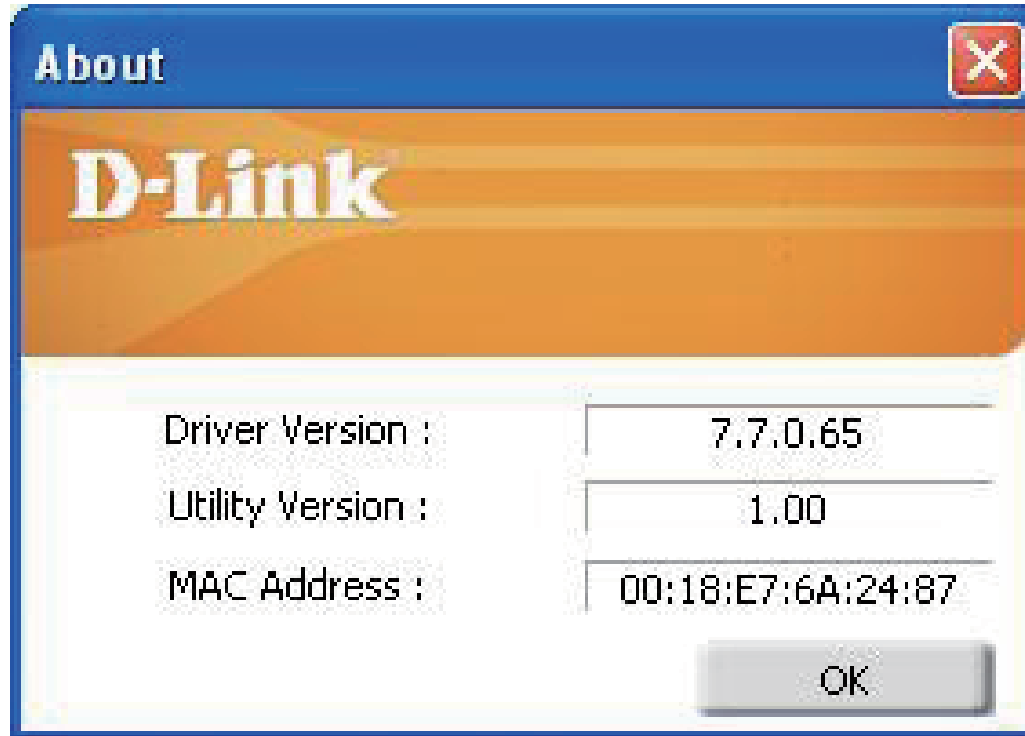 About
D-Link
Driver Version : 7.7.0.65
Utility Version : 1.00
MAC Address : 00:18:E7:6A:24:87
OK